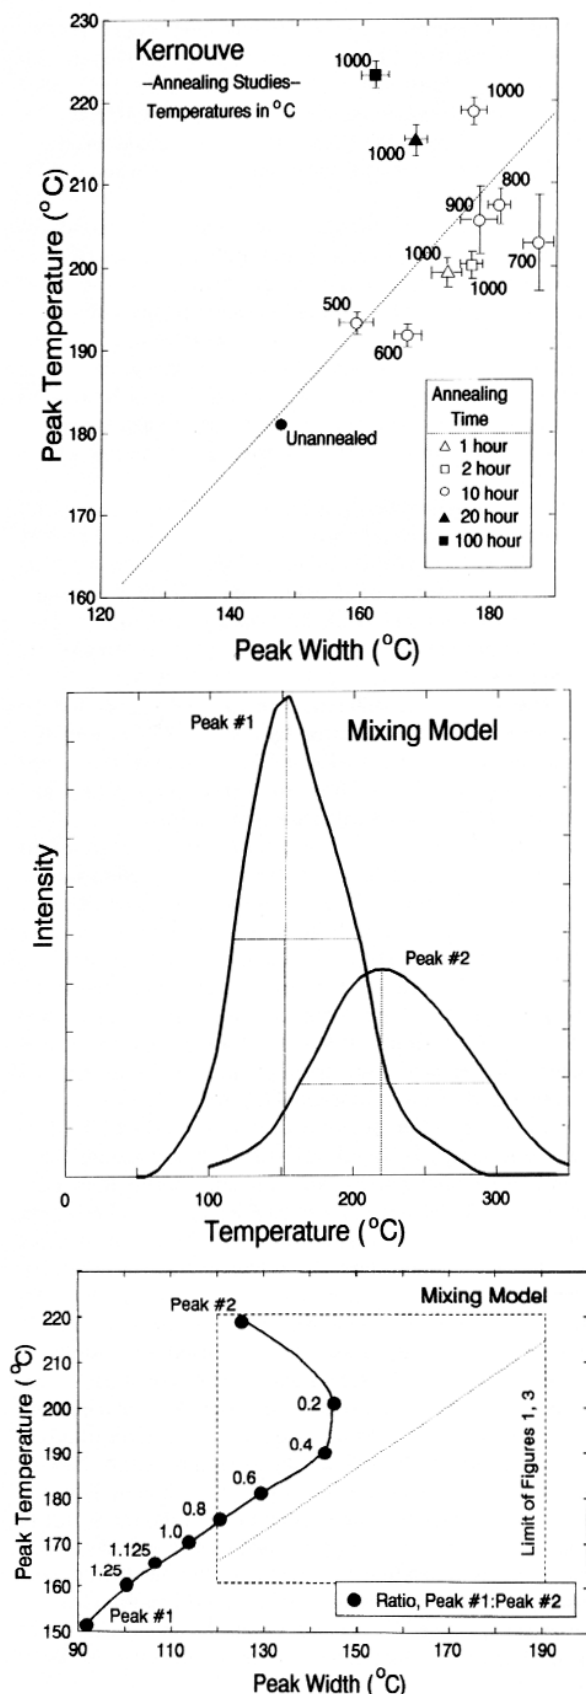 Kernouve
–Annealing Studies–
Temperatures in °C
230
220
210
200
190
180
170
160
120
140
160
180
Peak Temperature (°C)
Peak Width (°C)
1000
1000
1000
800
900
700
1000
1000
500
600
Unannealed
Annealing
Time
1 hour
2 hour
10 hour
20 hour
100 hour
Mixing Model
Peak #1
Peak #2
Intensity
0
100
200
300
Temperature (°C)
Mixing Model
Peak #2
220
210
200
190
180
170
160
150
0.2
0.4
0.6
0.8
1.0
1.125
1.25
Peak #1
Limit of Figures 1, 3
Ratio, Peak #1:Peak #2
Peak Temperature (°C)
90
110
130
150
170
190
Peak Width (°C)